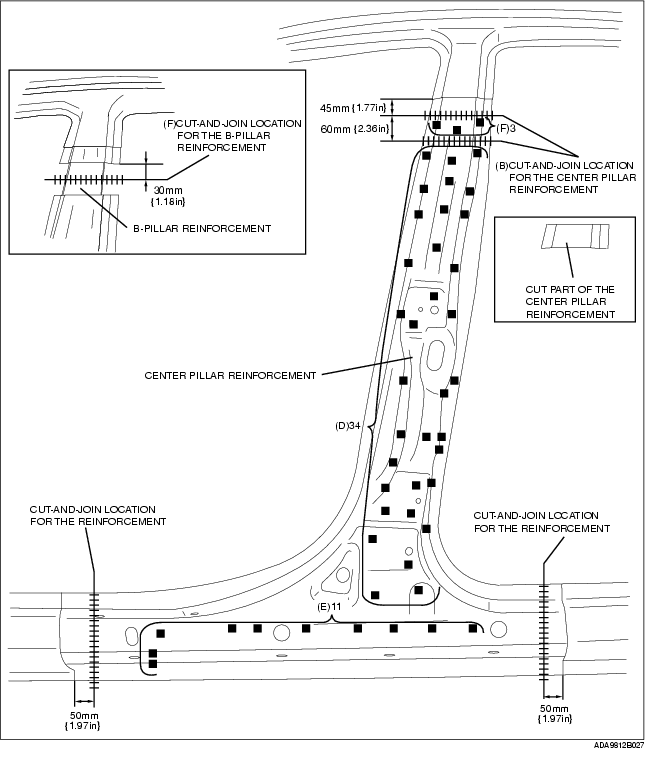 (F)CUT-AND-JOIN LOCATION
FOR THE B-PILLAR
REINFORCEMENT
30mm
{1.18in}
B-PILLAR REINFORCEMENT
45mm {1.77in}
60mm {2.36in}
(F)3
(B)CUT-AND-JOIN LOCATION
FOR THE CENTER PILLAR
REINFORCEMENT
CUT PART OF THE
CENTER PILLAR
REINFORCEMENT
CENTER PILLAR REINFORCEMENT
(D)34
CUT-AND-JOIN LOCATION
FOR THE REINFORCEMENT
CUT-AND-JOIN LOCATION
FOR THE REINFORCEMENT
(E)11
50mm
{1.97in}
50mm
{1.97in}
ADA9812B027